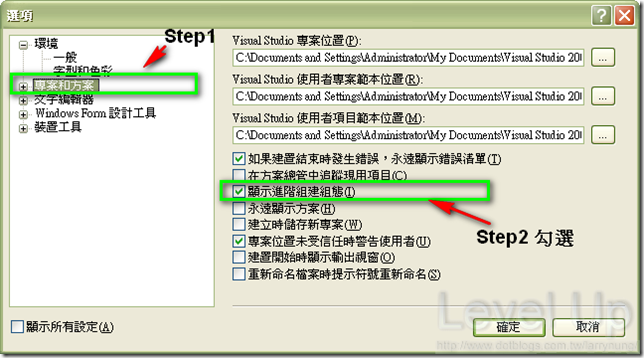 選項
Step1
環境
一般
字型和色彩
專案和方案
文字編輯器
Windows Form 設計工具
裝置工具
顯示所有設定(A)
Visual Studio 專案位置(P):
C:\Documents and Settings\Administrator\My Documents\Visual Studio 20
...
Visual Studio 使用者專案範本位置(R):
C:\Documents and Settings\Administrator\My Documents\Visual Studio 20
...
Visual Studio 使用者項目範本位置(M):
C:\Documents and Settings\Administrator\My Documents\Visual Studio 20
...
如果建置結束時發生錯誤，永遠顯示錯誤清單(T)
在方案總管中追蹤現用項目(C)
顯示進階組建組態(I)
永遠顯示方案(H)
建立時儲存新專案(W)
專案位置未受信任時警告使用者(U)
建置開始時顯示輸出視窗(O)
重新命名檔案時提示符號重新命名(S)
Step2 勾選
確定
取消
Level Up
http://www.dotblogs.com.tw/larrynung